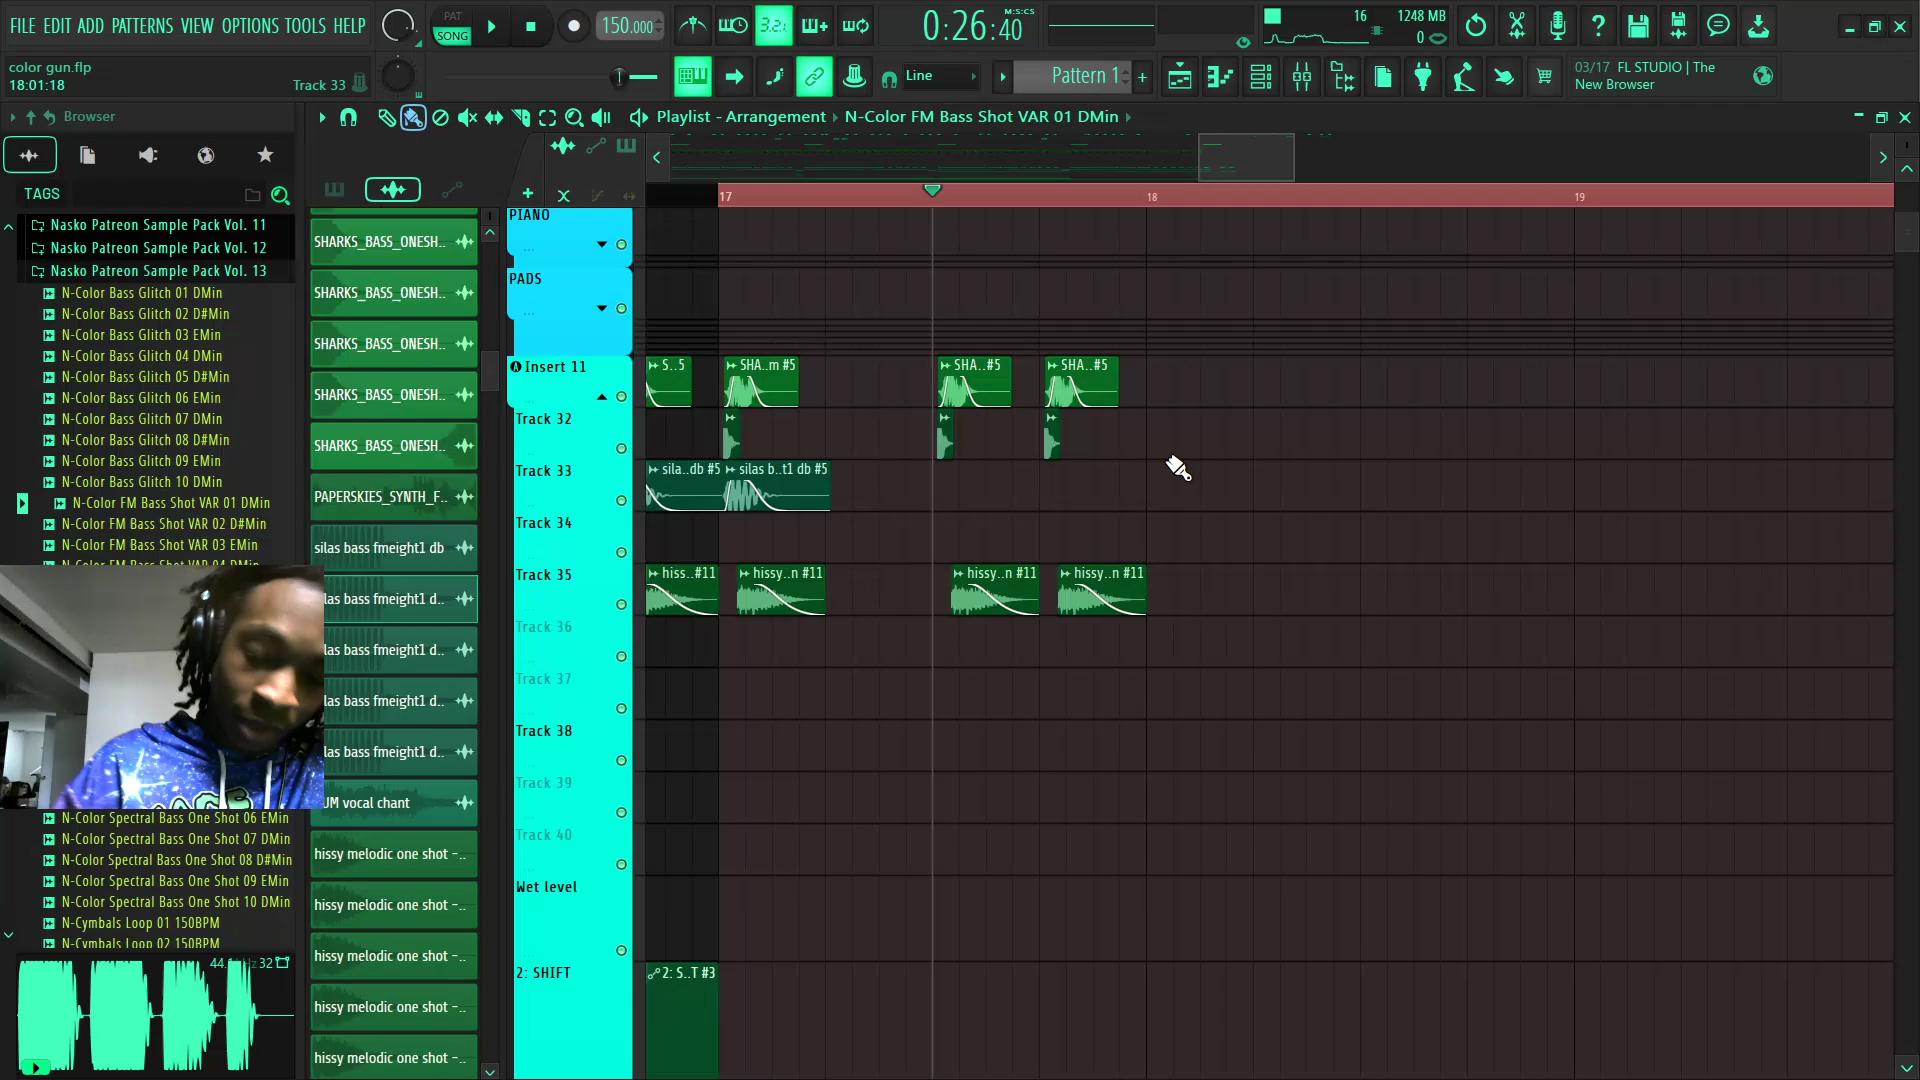 FILE EDIT ADD PATTERNS VIEW OPTIONS TOOLS HELP
PAT
SONG
150.000
3.2.1
0:26:40
M:S:CS
16
1248 MB
0
color gun.flp
18:01:18
Track 33
Line
Pattern 1
03/17 FL STUDIO | The
New Browser
Browser
Playlist - Arrangement
N-Color FM Bass Shot VAR 01 DMin
TAGS
17
18
19
Nasko Patreon Sample Pack Vol. 11
Nasko Patreon Sample Pack Vol. 12
Nasko Patreon Sample Pack Vol. 13
N-Color Bass Glitch 01 DMin
N-Color Bass Glitch 02 D#Min
N-Color Bass Glitch 03 EMin
N-Color Bass Glitch 04 DMin
N-Color Bass Glitch 05 D#Min
N-Color Bass Glitch 06 EMin
N-Color Bass Glitch 07 DMin
N-Color Bass Glitch 08 D#Min
N-Color Bass Glitch 09 EMin
N-Color Bass Glitch 10 DMin
N-Color FM Bass Shot VAR 01 DMin
N-Color FM Bass Shot VAR 02 D#Min
N-Color FM Bass Shot VAR 03 EMin
N-Color Spectral Bass One Shot 06 EMin
N-Color Spectral Bass One Shot 07 DMin
N-Color Spectral Bass One Shot 08 D#Min
N-Color Spectral Bass One Shot 09 EMin
N-Color Spectral Bass One Shot 10 DMin
N-Cymbals Loop 01 150BPM
N-Cymbals Loop 02 150BPM
32
SHARKS_BASS_ONESH..
SHARKS_BASS_ONESH..
SHARKS_BASS_ONESH..
SHARKS_BASS_ONESH..
SHARKS_BASS_ONESH..
PAPERSKIES_SYNTH_F..
silas bass fmeight1 db
las bass fmeight1 d..
las bass fmeight1 d..
las bass fmeight1 d..
las bass fmeight1 d..
UM vocal chant
hissy melodic one shot -..
hissy melodic one shot -..
hissy melodic one shot -..
hissy melodic one shot -..
hissy melodic one shot -..
PIANO
PADS
Insert 11
S..5
SHA..m #5
SHA..#5
SHA..#5
Track 32
Track 33
sila..db #5
silas b..t1 db #5
Track 34
Track 35
hiss..#11
hissy..n #11
hissy..n #11
hissy..n #11
Track 36
Track 37
Track 38
Track 39
Track 40
Wet level
2: SHIFT
2: S..T #3